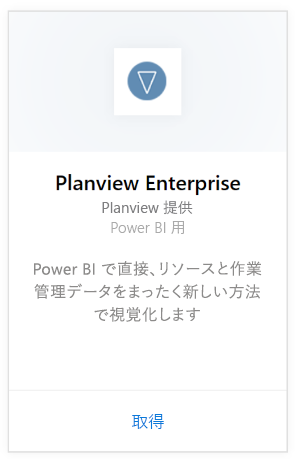 Planview Enterprise
Planview 提供
Power BI 用
Power BI で直接、リソースと作業
管理データをまったく新しい方法
で視覚化します
取得